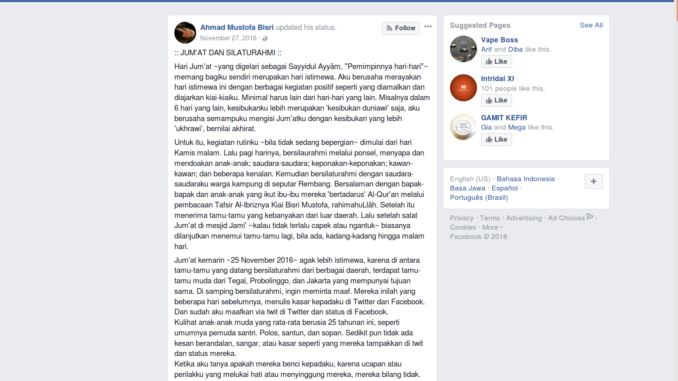 Ahmad Mustofa Bisri updated his status.
November 27, 2016 ·
Follow
:: JUM'AT DAN SILATURAHMI ::
Hari Jum'at ~yang digelari sebagai Sayyidul Ayyãm, "Pemimpinnya hari-hari"~
memang bagiku sendiri merupakan hari istimewa. Aku berusaha merayakan
hari istimewa ini dengan berbagai kegiatan positif seperti yang diamalkan dan
diajarkan kiai-kiaiku. Minimal harus lain dari hari-hari yang lain. Misalnya dalam
6 hari yang lain, kesibukanku lebih merupakan 'kesibukan duniawi' saja, aku
berusaha semampuku mengisi Jum'atku dengan kesibukan yang lebih
'ukhrawi', bernilai akhirat.
Untuk itu, kegiatan rutinku ~bila tidak sedang bepergian~ dimulai dari hari
Kamis malam. Lalu pagi harinya, bersilaurahmi melalui ponsel, menyapa dan
mendoakan anak-anak; saudara-saudara; keponakan-keponakan; kawan-
kawan; dan beberapa kenalan. Kemudian bersilaturahmi dengan saudara-
saudaraku warga kampung di seputar Rembang. Bersalaman dengan bapak-
bapak dan anak-anak yang ikut ibu-ibu mereka 'bertadarus' Al-Qur'an melalui
pembacaan Tafsir Al-Ibriznya Kiai Bisri Mustofa, rahimahuLlãh. Setelah itu
menerima tamu-tamu yang kebanyakan dari luar daerah. Lalu setelah salat
Jum'at di mesjid Jami' ~kalau tidak terlalu capek atau ngantuk~ biasanya
dilanjutkan menemui tamu-tamu lagi, bila ada, kadang-kadang hingga malam
hari.
Jum'at kemarin ~25 November 2016~ agak lebih istimewa, karena di antara
tamu-tamu yang datang bersilaturahmi dari berbagai daerah, terdapat tamu-
tamu muda dari Tegal, Probolinggo, dan Jakarta yang mempunyai tujuan
sama. Di samping bersilaturahmi, ingin meminta maaf. Mereka inilah yang
beberapa hari sebelumnya, menulis kasar kepadaku di Twitter dan Facebook.
Dan sudah aku maafkan via twit di Twitter dan status di Facebook.
Kulihat anak-anak muda yang rata-rata berusia 25 tahunan ini, seperti
umumnya pemuda santri. Polos, santun, dan sopan. Sedikit pun tidak ada
kesan berandalan, sangar, atau kasar seperti yang mereka tampakkan di twit
dan status mereka.
Ketika aku tanya apakah mereka benci kepadaku, karena ucapan atau
perilakku yang melukai hati atau menyinggung mereka, mereka bilang tidak.
Suggested Pages
See All
Vape Boss
Arif and Diba like this.
Like
Intridal XI
101 people like this.
Like
GAMIT KEFIR
Gia and Mega like this.
Like
English (US) · Bahasa Indonesia ·
Basa Jawa · Español ·
Português (Brasil)
+
Privacy · Terms · Advertising · Ad Choices ·
Cookies · More
Facebook © 2018